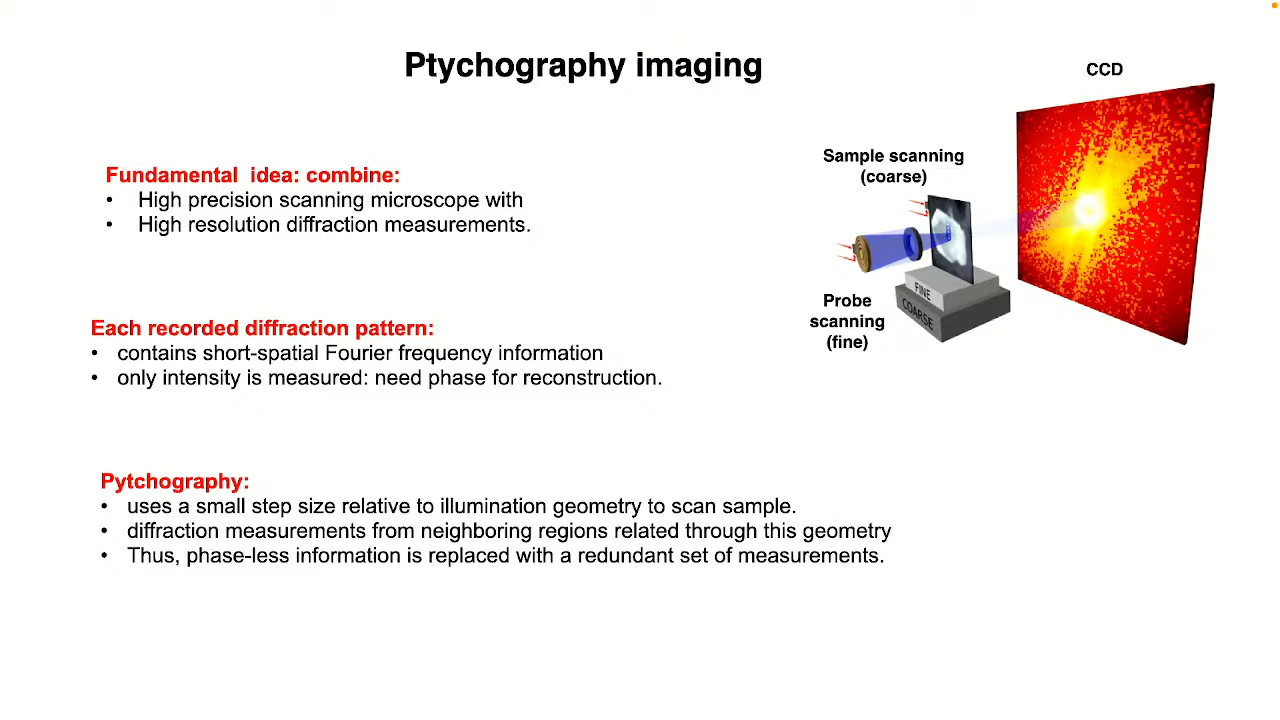 Ptychography imaging
CCD
Fundamental idea: combine:
• High precision scanning microscope with
• High resolution diffraction measurements.
Sample scanning
(coarse)
FINE
COARSE
Probe
scanning
(fine)
Each recorded diffraction pattern:
• contains short-spatial Fourier frequency information
• only intensity is measured: need phase for reconstruction.
Pytchography:
• uses a small step size relative to illumination geometry to scan sample.
• diffraction measurements from neighboring regions related through this geometry
• Thus, phase-less information is replaced with a redundant set of measurements.